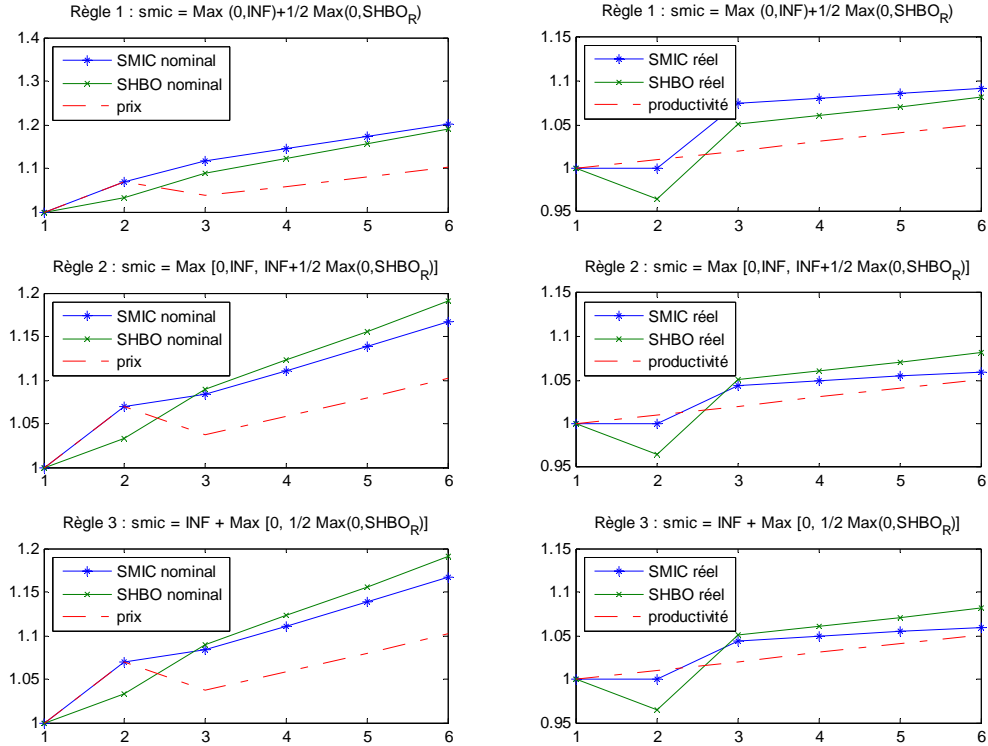 Règle 1 : smic = Max (0,INF)+1/2 Max(0,SHBO_R)
1.4
1.3
1.2
1.1
1
SMIC nominal
SHBO nominal
prix
1 2 3 4 5 6
Règle 1 : smic = Max (0,INF)+1/2 Max(0,SHBO_R)
1.15
1.1
1.05
1
0.95
SMIC réel
SHBO réel
productivité
1 2 3 4 5 6
Règle 2 : smic = Max [0,INF, INF+1/2 Max(0,SHBO_R)]
1.2
1.15
1.1
1.05
1
SMIC nominal
SHBO nominal
prix
1 2 3 4 5 6
Règle 2 : smic = Max [0,INF, INF+1/2 Max(0,SHBO_R)]
1.15
1.1
1.05
1
0.95
SMIC réel
SHBO réel
productivité
1 2 3 4 5 6
Règle 3 : smic = INF + Max [0, 1/2 Max(0,SHBO_R)]
1.2
1.15
1.1
1.05
1
SMIC nominal
SHBO nominal
prix
1 2 3 4 5 6
Règle 3 : smic = INF + Max [0, 1/2 Max(0,SHBO_R)]
1.15
1.1
1.05
1
0.95
SMIC réel
SHBO réel
productivité
1 2 3 4 5 6